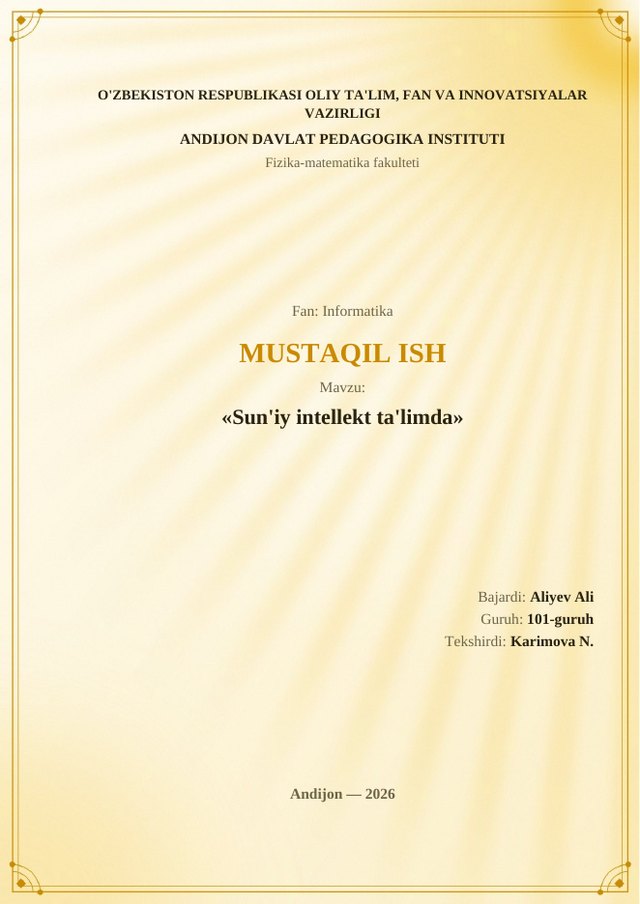 O'ZBEKISTON RESPUBLIKASI OLIY TA'LIM, FAN VA INNOVATSIYALAR
VAZIRLIGI
ANDIJON DAVLAT PEDAGOGIKA INSTITUTI
Fizika-matematika fakulteti
Fan: Informatika
MUSTAQIL ISH
Mavzu:
«Sun'iy intellekt ta'limda»
Bajardi: Aliyev Ali
Guruh: 101-guruh
Tekshirdi: Karimova N.
Andijon — 2026